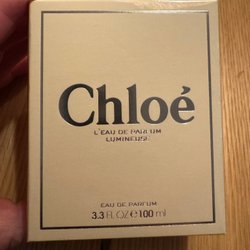 Chloé
L'EAU DE PARFUM
LUMINEUSE
EAU DE PARFUM
3.3 FL OZ e 100 ml